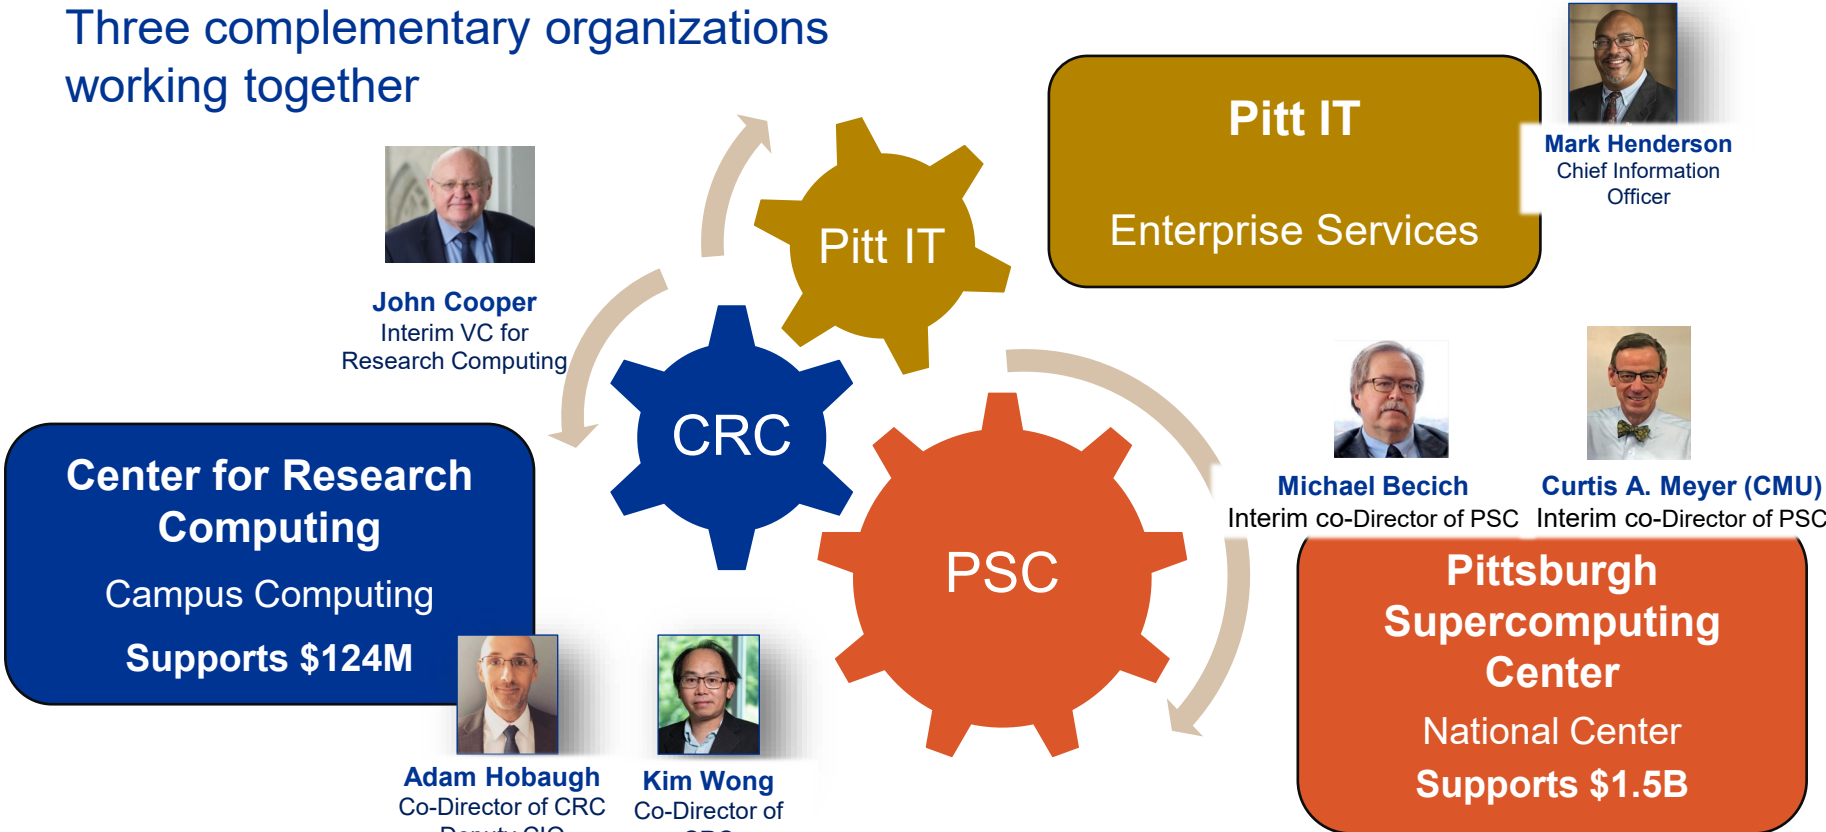 Three complementary organizations
working together
Pitt IT
Enterprise Services
Mark Henderson
Chief Information
Officer
John Cooper
Interim VC for
Research Computing
Pitt IT
CRC
PSC
Center for Research
Computing
Campus Computing
Supports $124M
Adam Hobaugh
Co-Director of CRC
Deputy CIO
Kim Wong
Co-Director of
CRC
Michael Becich
Interim co-Director of PSC
Curtis A. Meyer (CMU)
Interim co-Director of PSC
Pittsburgh
Supercomputing
Center
National Center
Supports $1.5B